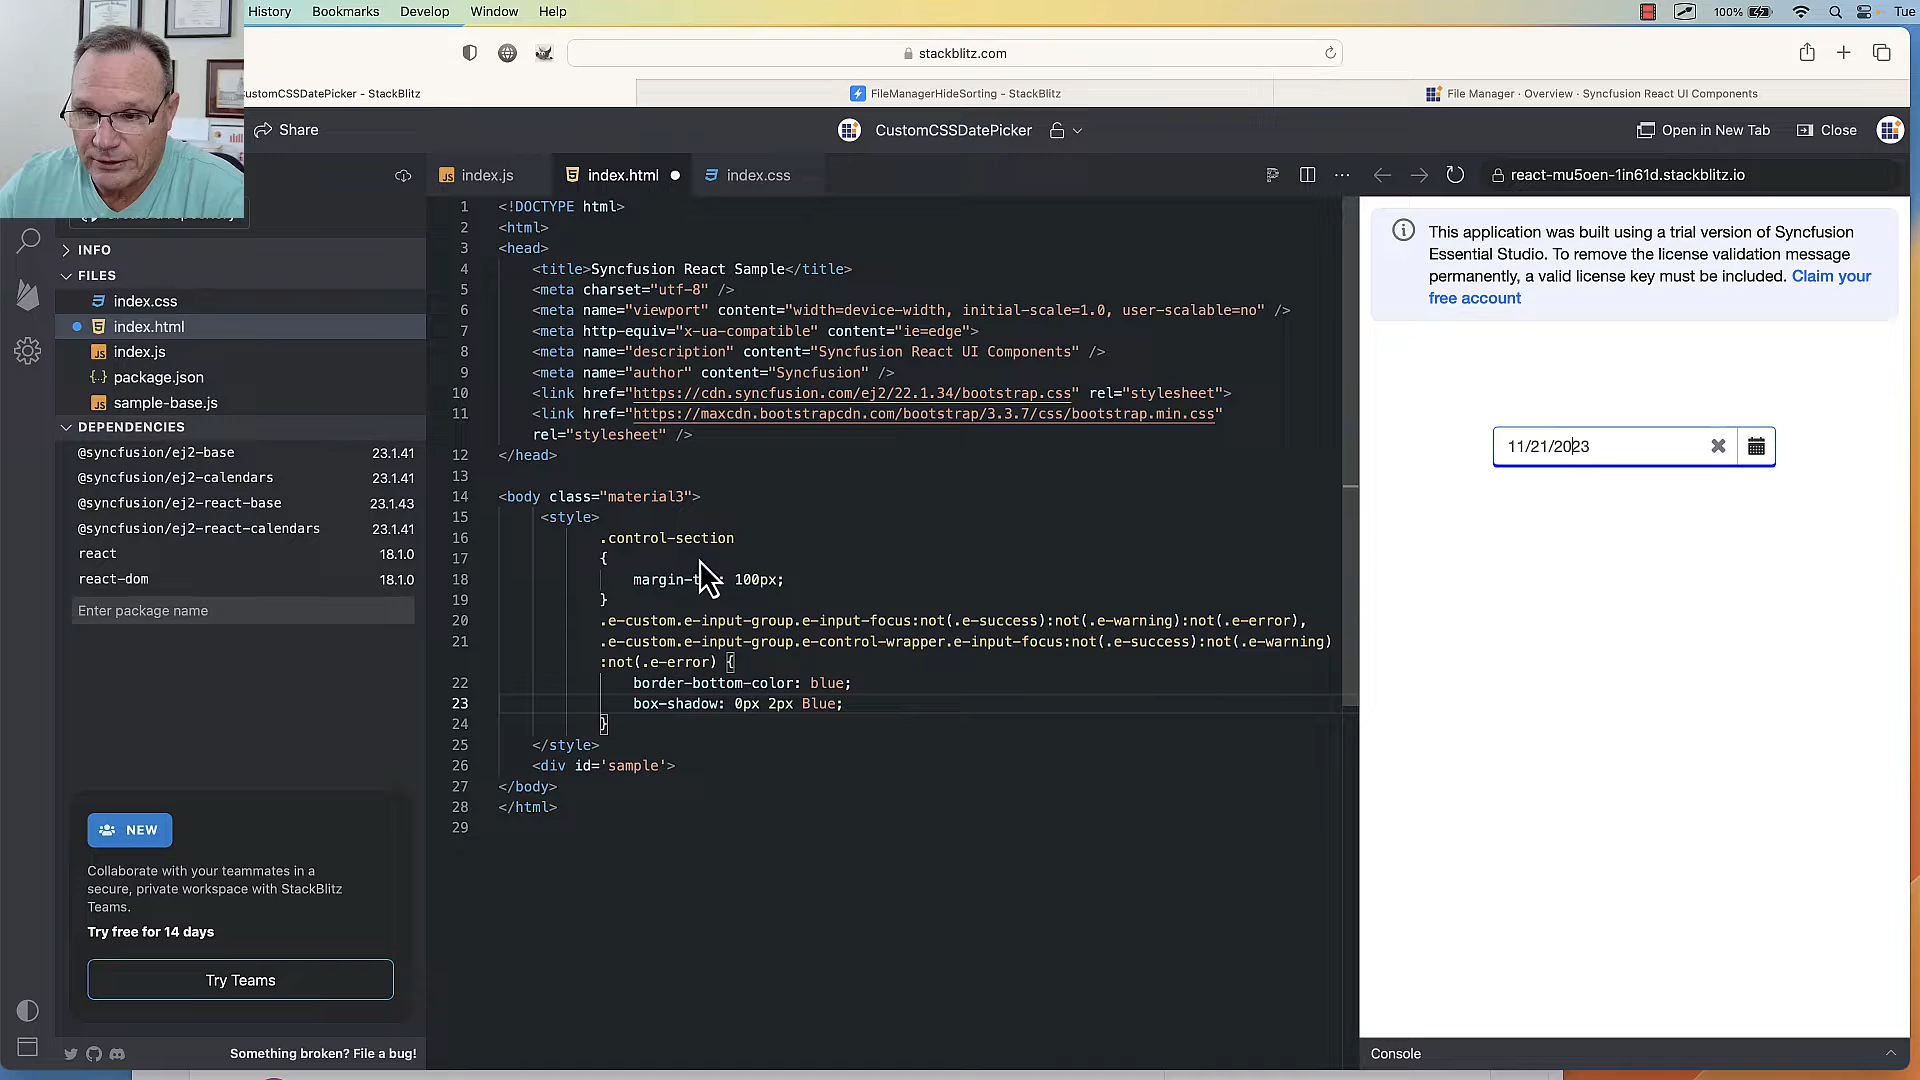 History Bookmarks Develop Window Help
100% Tue
stackblitz.com
CustomCSSDatePicker - StackBlitz
FileManagerHideSorting - StackBlitz
File Manager · Overview · Syncfusion React UI Components
Share
CustomCSSDatePicker
Open in New Tab
Close
index.js
index.html
index.css
react-mu5oen-1in61d.stackblitz.io
INFO
FILES
index.css
index.html
index.js
package.json
sample-base.js
DEPENDENCIES
@syncfusion/ej2-base 23.1.41
@syncfusion/ej2-calendars 23.1.41
@syncfusion/ej2-react-base 23.1.43
@syncfusion/ej2-react-calendars 23.1.41
react 18.1.0
react-dom 18.1.0
Enter package name
NEW
Collaborate with your teammates in a
secure, private workspace with StackBlitz
Teams.
Try free for 14 days
Try Teams
Something broken? File a bug!
1 <!DOCTYPE html>
2 <html>
3 <head>
4 <title>Syncfusion React Sample</title>
5 <meta charset="utf-8" />
6 <meta name="viewport" content="width=device-width, initial-scale=1.0, user-scalable=no" />
7 <meta http-equiv="x-ua-compatible" content="ie=edge">
8 <meta name="description" content="Syncfusion React UI Components" />
9 <meta name="author" content="Syncfusion" />
10 <link href="https://cdn.syncfusion.com/ej2/22.1.34/bootstrap.css" rel="stylesheet">
11 <link href="https://maxcdn.bootstrapcdn.com/bootstrap/3.3.7/css/bootstrap.min.css"
rel="stylesheet" />
12 </head>
13
14 <body class="material3">
15 <style>
16 .control-section
17 {
18 margin-t : 100px;
19 }
20 .e-custom.e-input-group.e-input-focus:not(.e-success):not(.e-warning):not(.e-error),
21 .e-custom.e-input-group.e-control-wrapper.e-input-focus:not(.e-success):not(.e-warning)
:not(.e-error) {
22 border-bottom-color: blue;
23 box-shadow: 0px 2px Blue;
24 }
25 </style>
26 <div id='sample'>
27 </body>
28 </html>
29
This application was built using a trial version of Syncfusion
Essential Studio. To remove the license validation message
permanently, a valid license key must be included. Claim your
free account
11/21/2023
Console